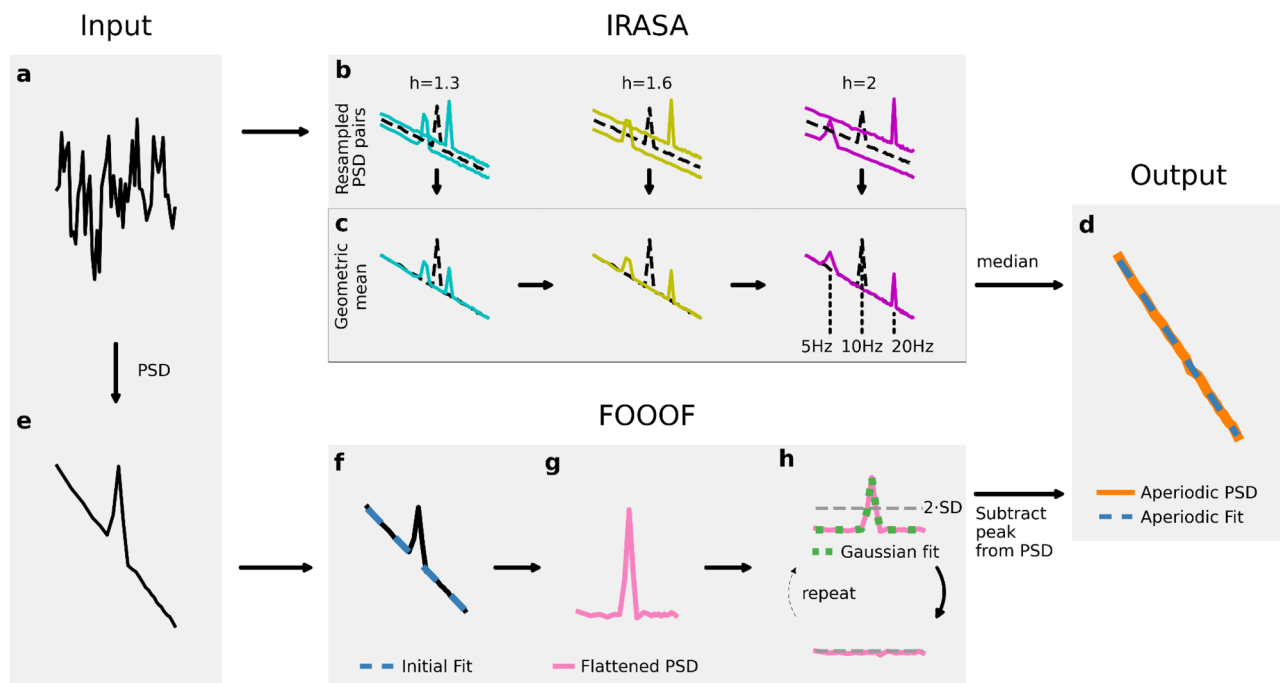 Input
IRASA
a
b
h=1.3
h=1.6
h=2
Resampled
PSD pairs
c
Geometric
mean
5Hz
10Hz
20Hz
median
Output
d
Aperiodic PSD
Aperiodic Fit
PSD
FOOOF
e
f
Initial Fit
g
Flattened PSD
h
2·SD
Gaussian fit
repeat
Subtract
peak
from PSD